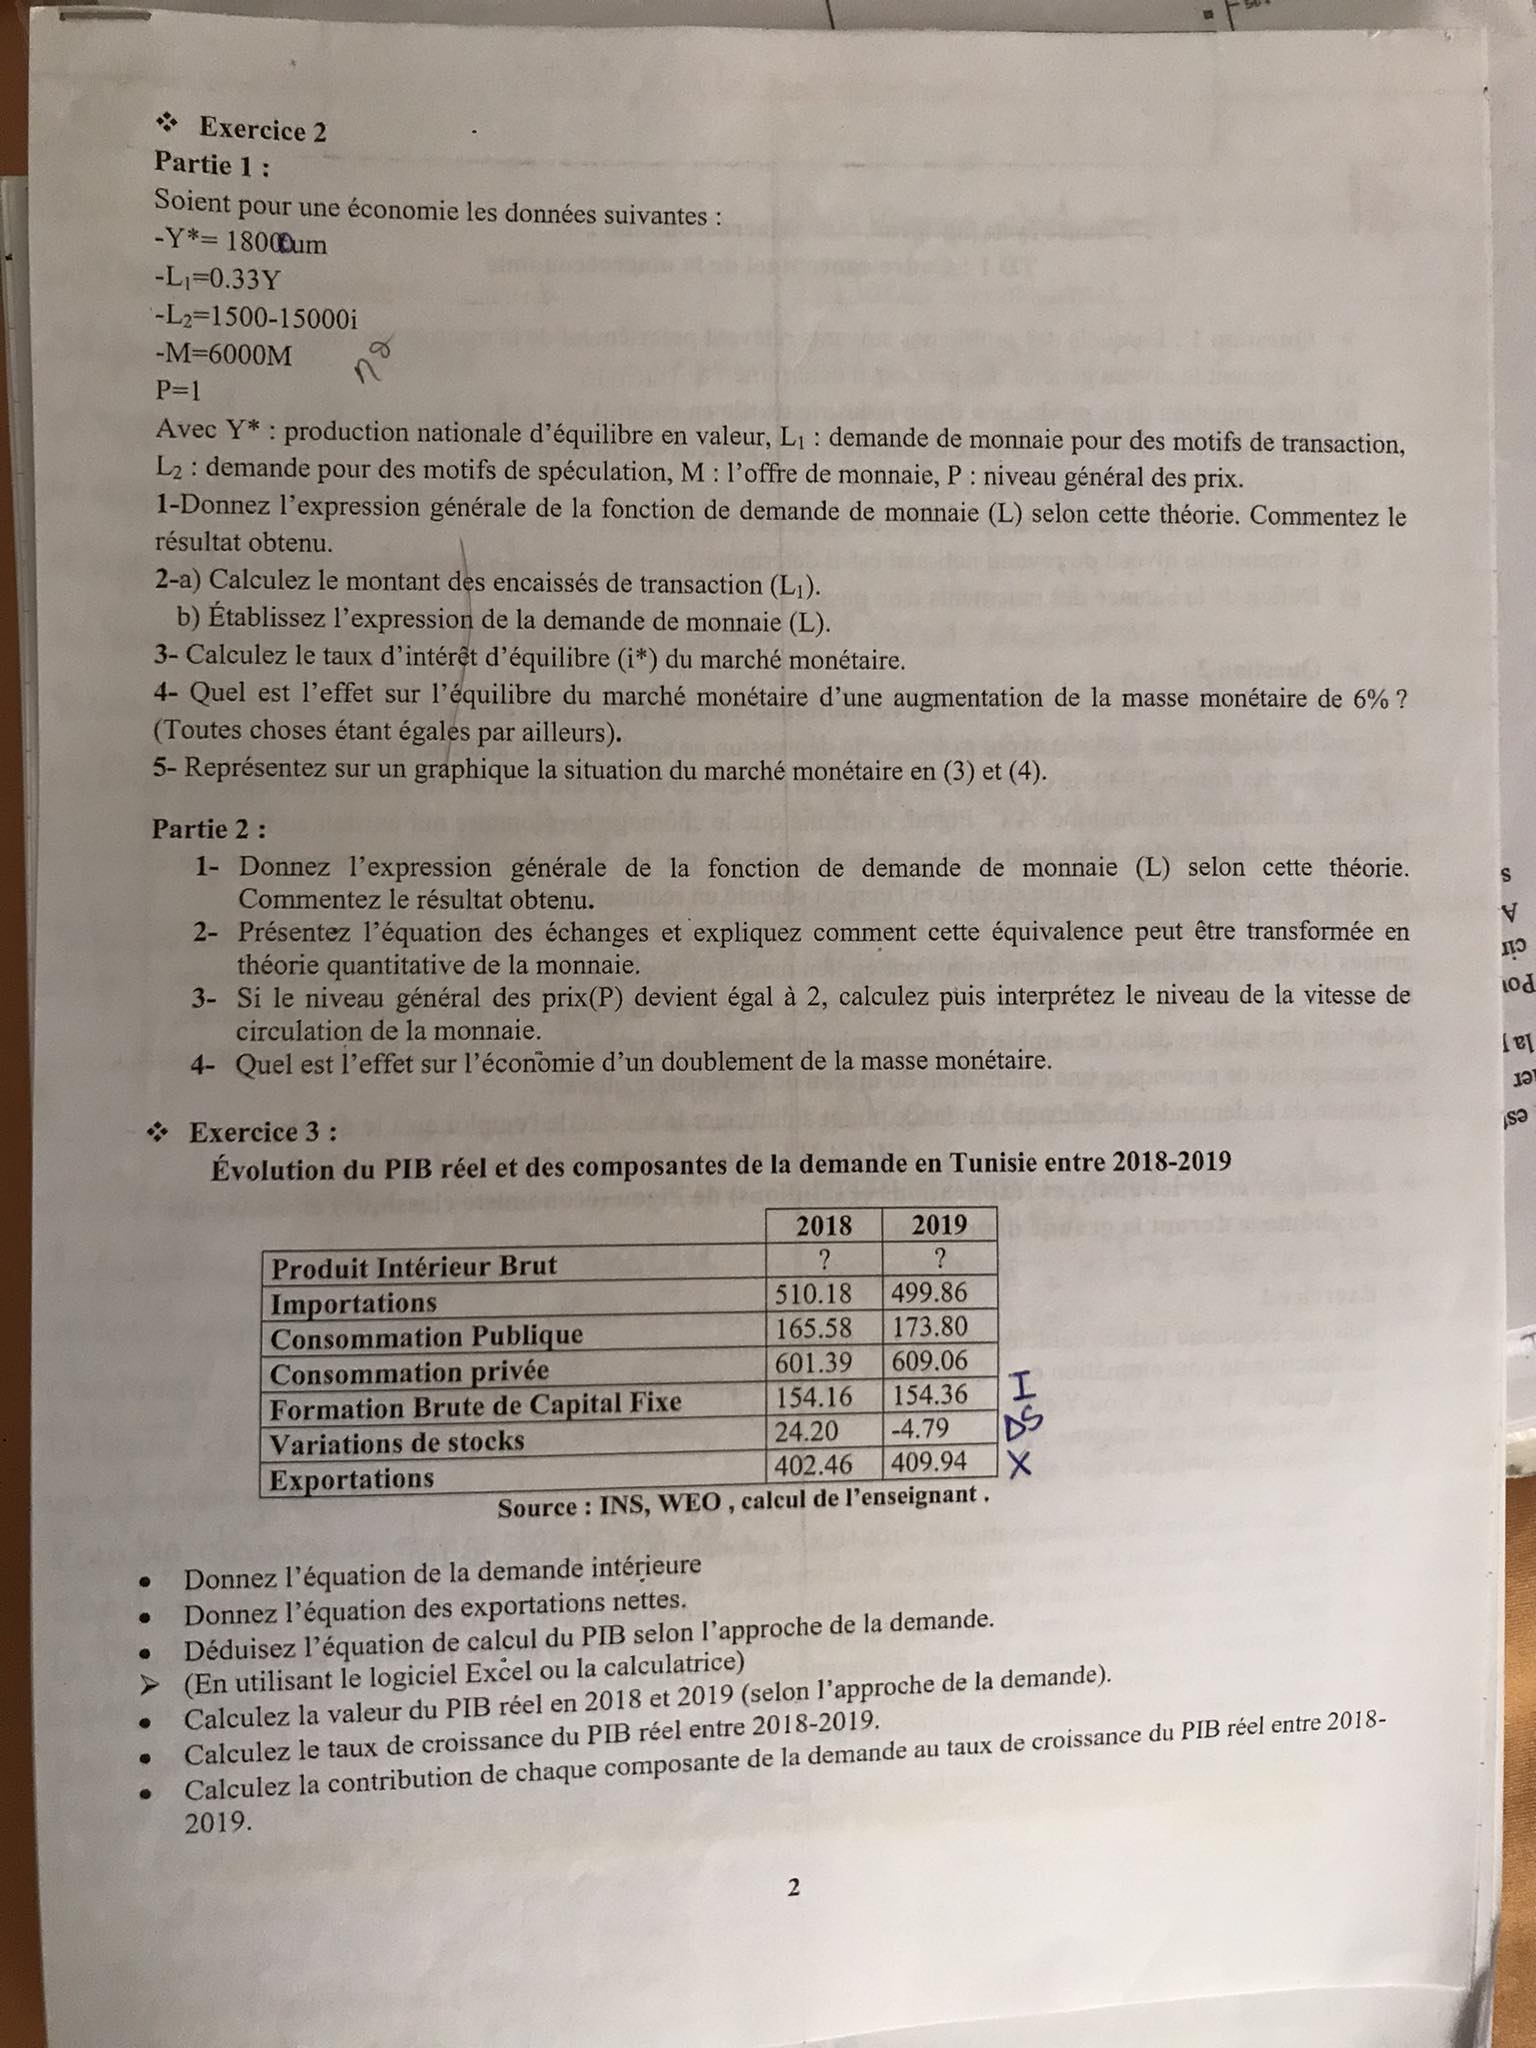 ❖ Exercice 2
Partie 1 :
Soient pour une économie les données suivantes :
-Y*= 18000um
-L₁=0.33Y
-L₂=1500-15000i
-M=6000M
P=1
Avec Y* : production nationale d'équilibre en valeur, L₁ : demande de monnaie pour des motifs de transaction,
L₂ : demande pour des motifs de spéculation, M : l'offre de monnaie, P : niveau général des prix.
1-Donnez l'expression générale de la fonction de demande de monnaie (L) selon cette théorie. Commentez le
résultat obtenu.
2-a) Calculez le montant des encaissés de transaction (L₁).
b) Établissez l'expression de la demande de monnaie (L).
3- Calculez le taux d'intérêt d'équilibre (i*) du marché monétaire.
4- Quel est l'effet sur l'équilibre du marché monétaire d'une augmentation de la masse monétaire de 6% ?
(Toutes choses étant égales par ailleurs).
5- Représentez sur un graphique la situation du marché monétaire en (3) et (4).
Partie 2 :
1- Donnez l'expression générale de la fonction de demande de monnaie (L) selon cette théorie.
Commentez le résultat obtenu.
2- Présentez l'équation des échanges et expliquez comment cette équivalence peut être transformée en
théorie quantitative de la monnaie.
3- Si le niveau général des prix(P) devient égal à 2, calculez puis interprétez le niveau de la vitesse de
circulation de la monnaie.
4- Quel est l'effet sur l'économie d'un doublement de la masse monétaire.
❖ Exercice 3 :
Évolution du PIB réel et des composantes de la demande en Tunisie entre 2018-2019
2018 2019
Produit Intérieur Brut ? ?
Importations 510.18 499.86
Consommation Publique 165.58 173.80
Consommation privée 601.39 609.06
Formation Brute de Capital Fixe 154.16 154.36 I
Variations de stocks 24.20 -4.79 DS
Exportations 402.46 409.94 X
Source : INS, WEO , calcul de l'enseignant .
• Donnez l'équation de la demande intérieure
• Donnez l'équation des exportations nettes.
• Déduisez l'équation de calcul du PIB selon l'approche de la demande.
➢ (En utilisant le logiciel Excel ou la calculatrice)
• Calculez la valeur du PIB réel en 2018 et 2019 (selon l'approche de la demande).
• Calculez le taux de croissance du PIB réel entre 2018-2019.
• Calculez la contribution de chaque composante de la demande au taux de croissance du PIB réel entre 2018-
2019.
2